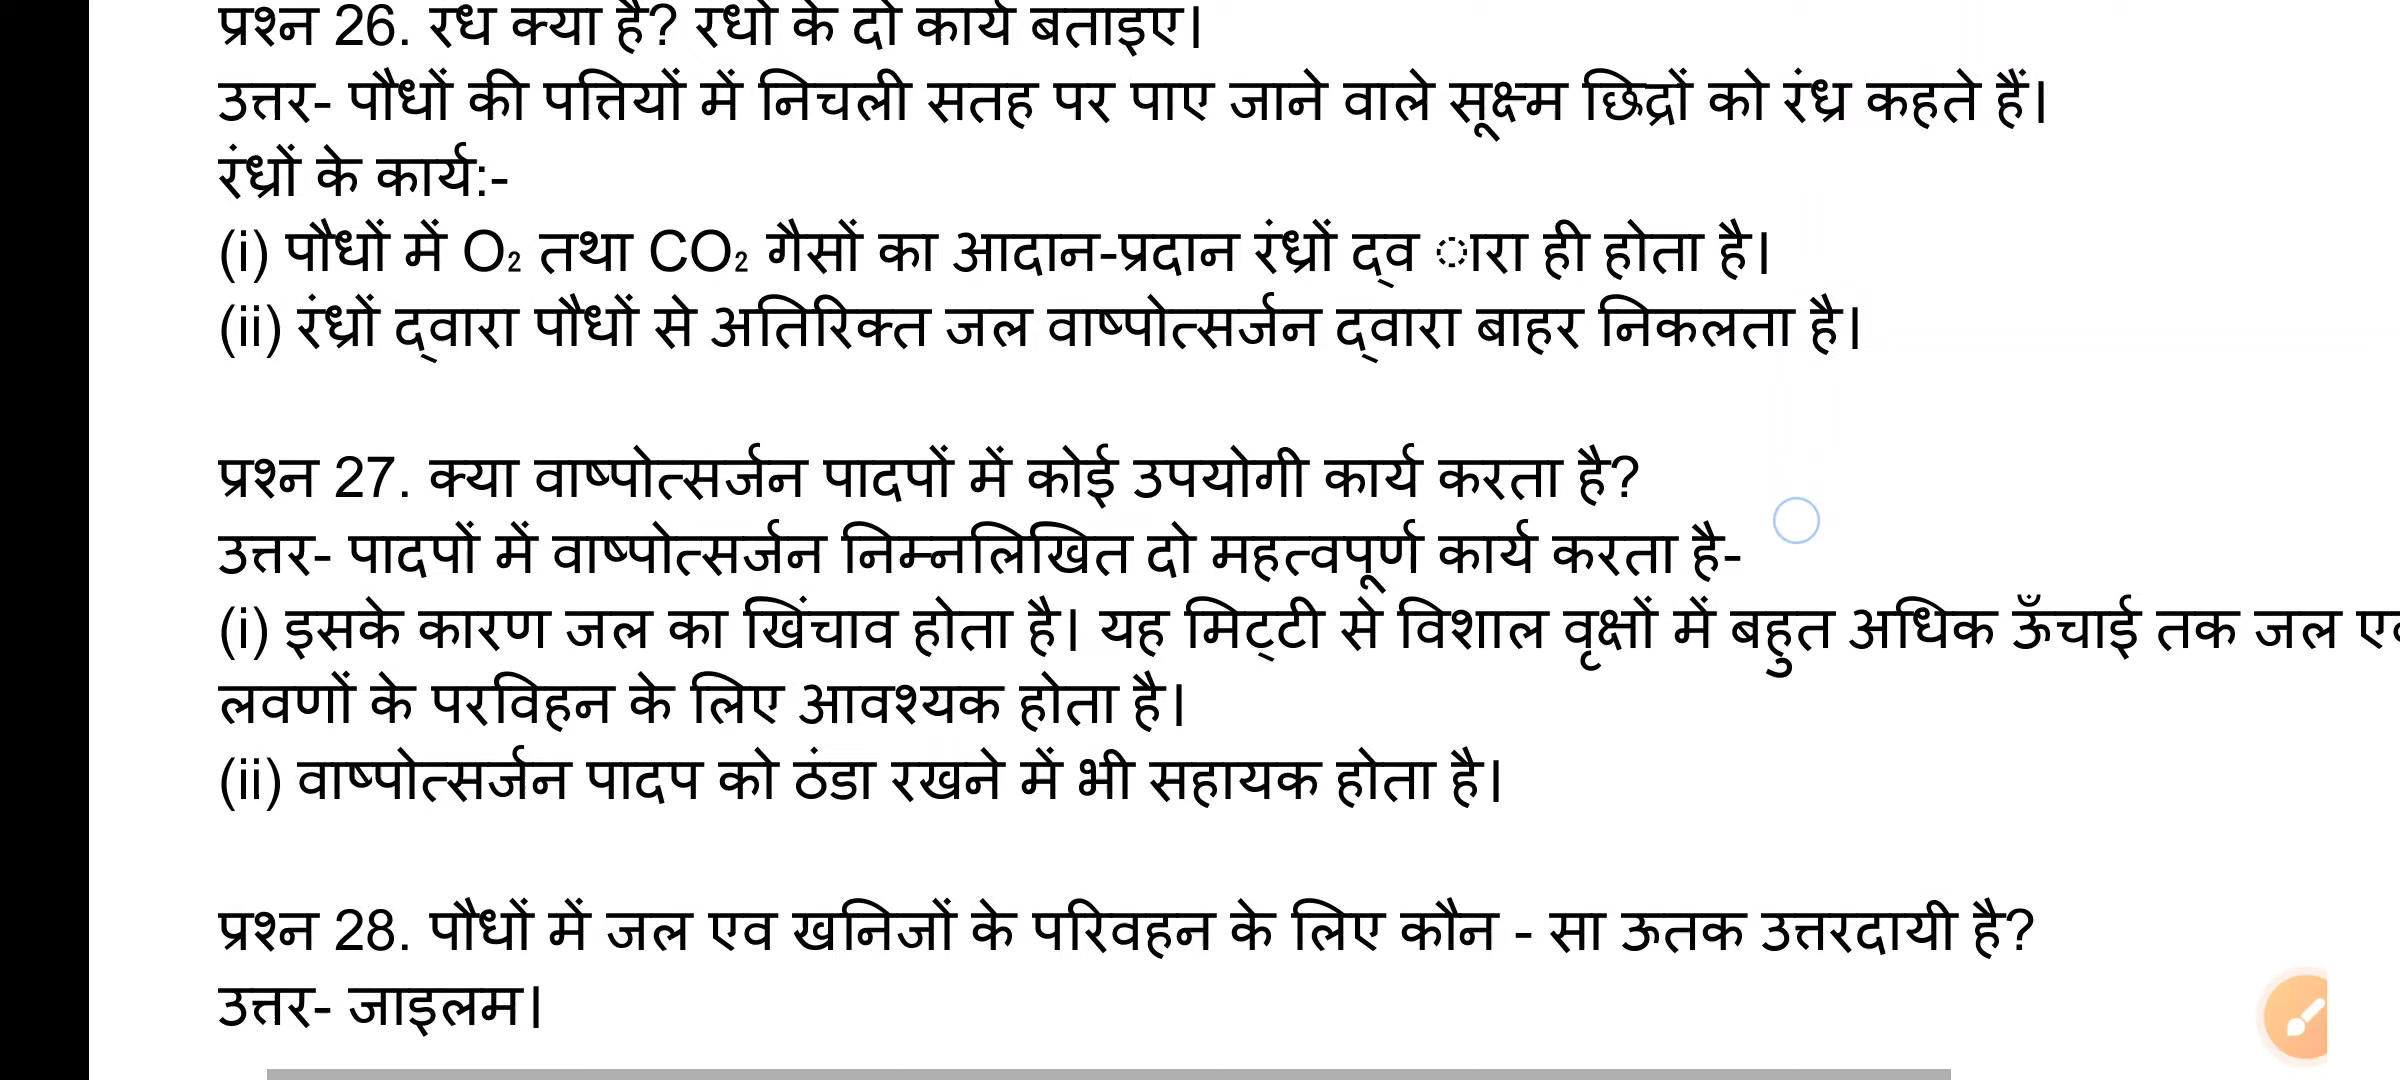 प्रश्न 26. रंध्र क्या है? रंध्रों के दो कार्य बताइए।
उत्तर- पौधों की पत्तियों में निचली सतह पर पाए जाने वाले सूक्ष्म छिद्रों को रंध्र कहते हैं।
रंध्रों के कार्य:-
(i) पौधों में O₂ तथा CO₂ गैसों का आदान-प्रदान रंध्रों द्व ारा ही होता है।
(ii) रंध्रों द्वारा पौधों से अतिरिक्त जल वाष्पोत्सर्जन द्वारा बाहर निकलता है।
प्रश्न 27. क्या वाष्पोत्सर्जन पादपों में कोई उपयोगी कार्य करता है?
उत्तर- पादपों में वाष्पोत्सर्जन निम्नलिखित दो महत्वपूर्ण कार्य करता है-
(i) इसके कारण जल का खिंचाव होता है। यह मिट्टी से विशाल वृक्षों में बहुत अधिक ऊँचाई तक जल
लवणों के परविहन के लिए आवश्यक होता है।
(ii) वाष्पोत्सर्जन पादप को ठंडा रखने में भी सहायक होता है।
प्रश्न 28. पौधों में जल एव खनिजों के परिवहन के लिए कौन - सा ऊतक उत्तरदायी है?
उत्तर- जाइलम।